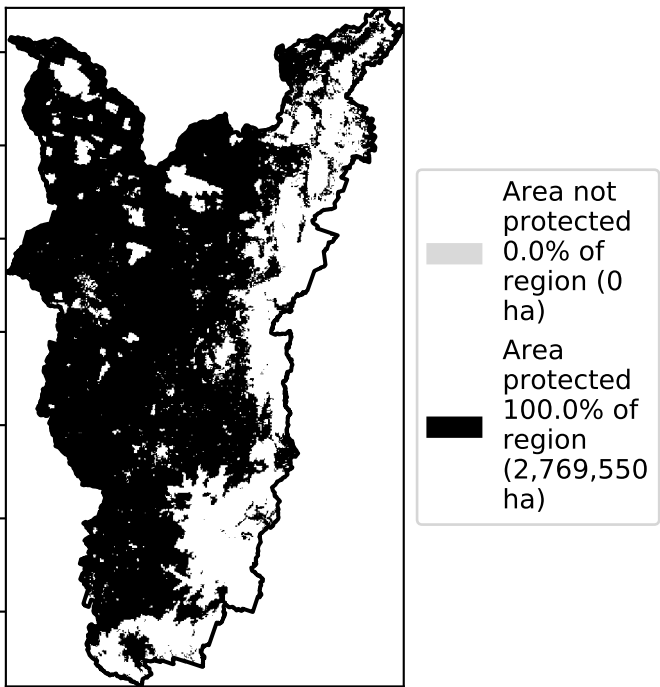 Area not
protected
0.0% of
region (0
ha)
Area
protected
100.0% of
region
(2,769,550
ha)